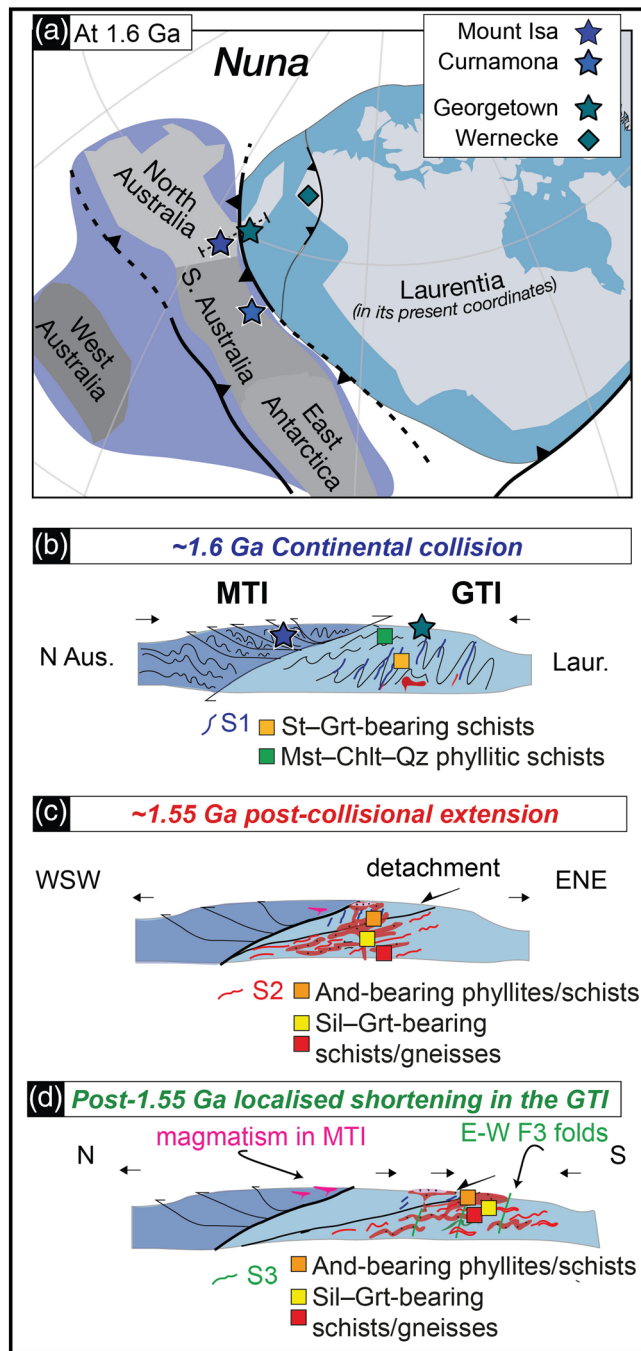 (a) At 1.6 Ga
Nuna
Mount Isa
Curnamona
Georgetown
Wernecke
North
Australia
S. Australia
West
Australia
East
Antarctica
Laurentia
(in its present coordinates)
(b) ~1.6 Ga Continental collision
MTI GTI
N Aus. Laur.
S1 St–Grt-bearing schists
Mst–Chlt–Qz phyllitic schists
(c) ~1.55 Ga post-collisional extension
detachment
WSW ENE
S2 And-bearing phyllites/schists
Sil–Grt-bearing
schists/gneisses
(d) Post-1.55 Ga localised shortening in the GTI
magmatism in MTI E-W F3 folds
N S
S3 And-bearing phyllites/schists
Sil–Grt-bearing
schists/gneisses